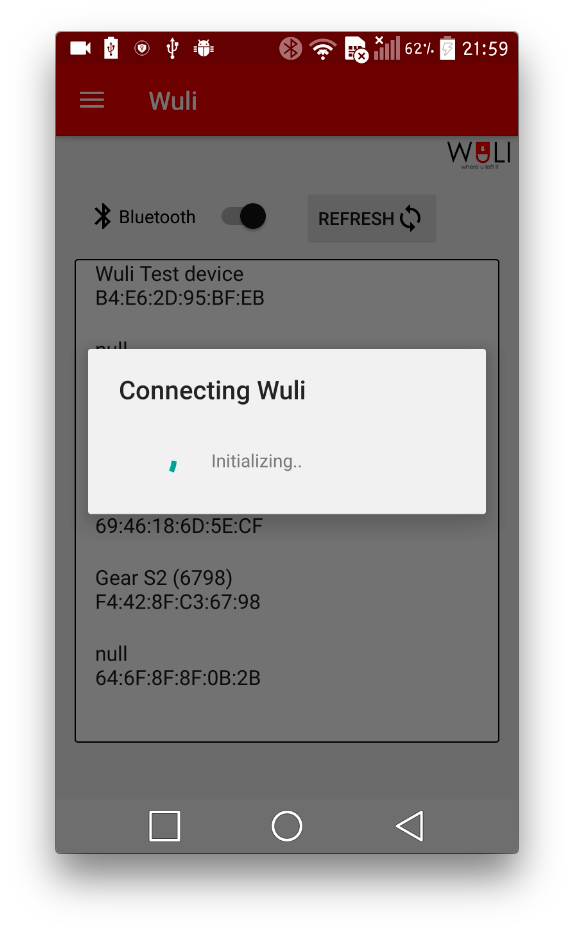 62% 21:59
Wuli
WULI
where u left it
Bluetooth
REFRESH
Wuli Test device
B4:E6:2D:95:BF:EB
null
Connecting Wuli
Initializing..
69:46:18:6D:5E:CF
Gear S2 (6798)
F4:42:8F:C3:67:98
null
64:6F:8F:8F:0B:2B